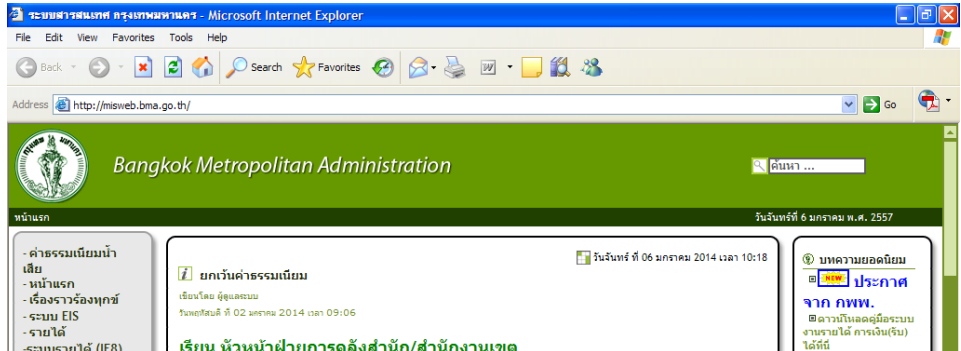 ระบบสารสนเทศ กรุงเทพมหานคร - Microsoft Internet Explorer
File Edit View Favorites Tools Help
Back Search Favorites
Address http://misweb.bma.go.th/ Go
Bangkok Metropolitan Administration
ค้นหา ...
หน้าแรก
วันจันทร์ที่ 6 มกราคม พ.ศ. 2557
- ค่าธรรมเนียมน้ำ
เสีย
- หน้าแรก
- เรื่องราวร้องทุกข์
- ระบบ EIS
- รายได้
-ระบบรายได้ (IE8)
วันจันทร์ ที่ 06 มกราคม 2014 เวลา 10:18
ยกเว้นค่าธรรมเนียม
เขียนโดย ผู้ดูแลระบบ
วันพฤหัสบดี ที่ 02 มกราคม 2014 เวลา 09:06
เรียน หัวหน้าฝ่ายการคลังสำนัก/สำนักงานเขต
บทความยอดนิยม
NEW ประกาศ
จาก กพพ.
ดาวน์โหลดคู่มือระบบ
งานรายได้ การเงิน(รับ)
ได้ที่นี่